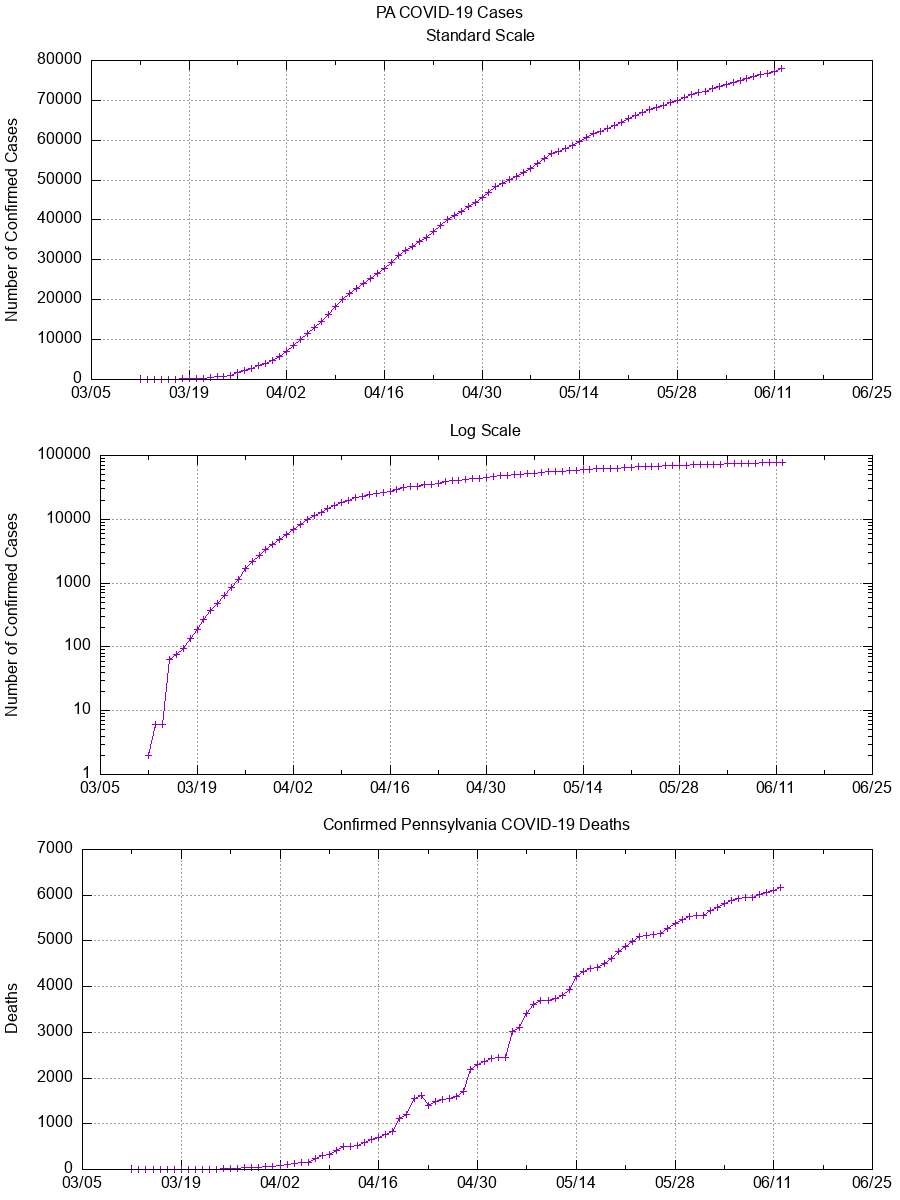 PA COVID-19 Cases
Standard Scale
80000
70000
60000
50000
40000
30000
20000
10000
0
Number of Confirmed Cases
03/05 03/19 04/02 04/16 04/30 05/14 05/28 06/11 06/25
Log Scale
100000
10000
1000
100
10
1
Number of Confirmed Cases
03/05 03/19 04/02 04/16 04/30 05/14 05/28 06/11 06/25
Confirmed Pennsylvania COVID-19 Deaths
7000
6000
5000
4000
3000
2000
1000
0
Deaths
03/05 03/19 04/02 04/16 04/30 05/14 05/28 06/11 06/25